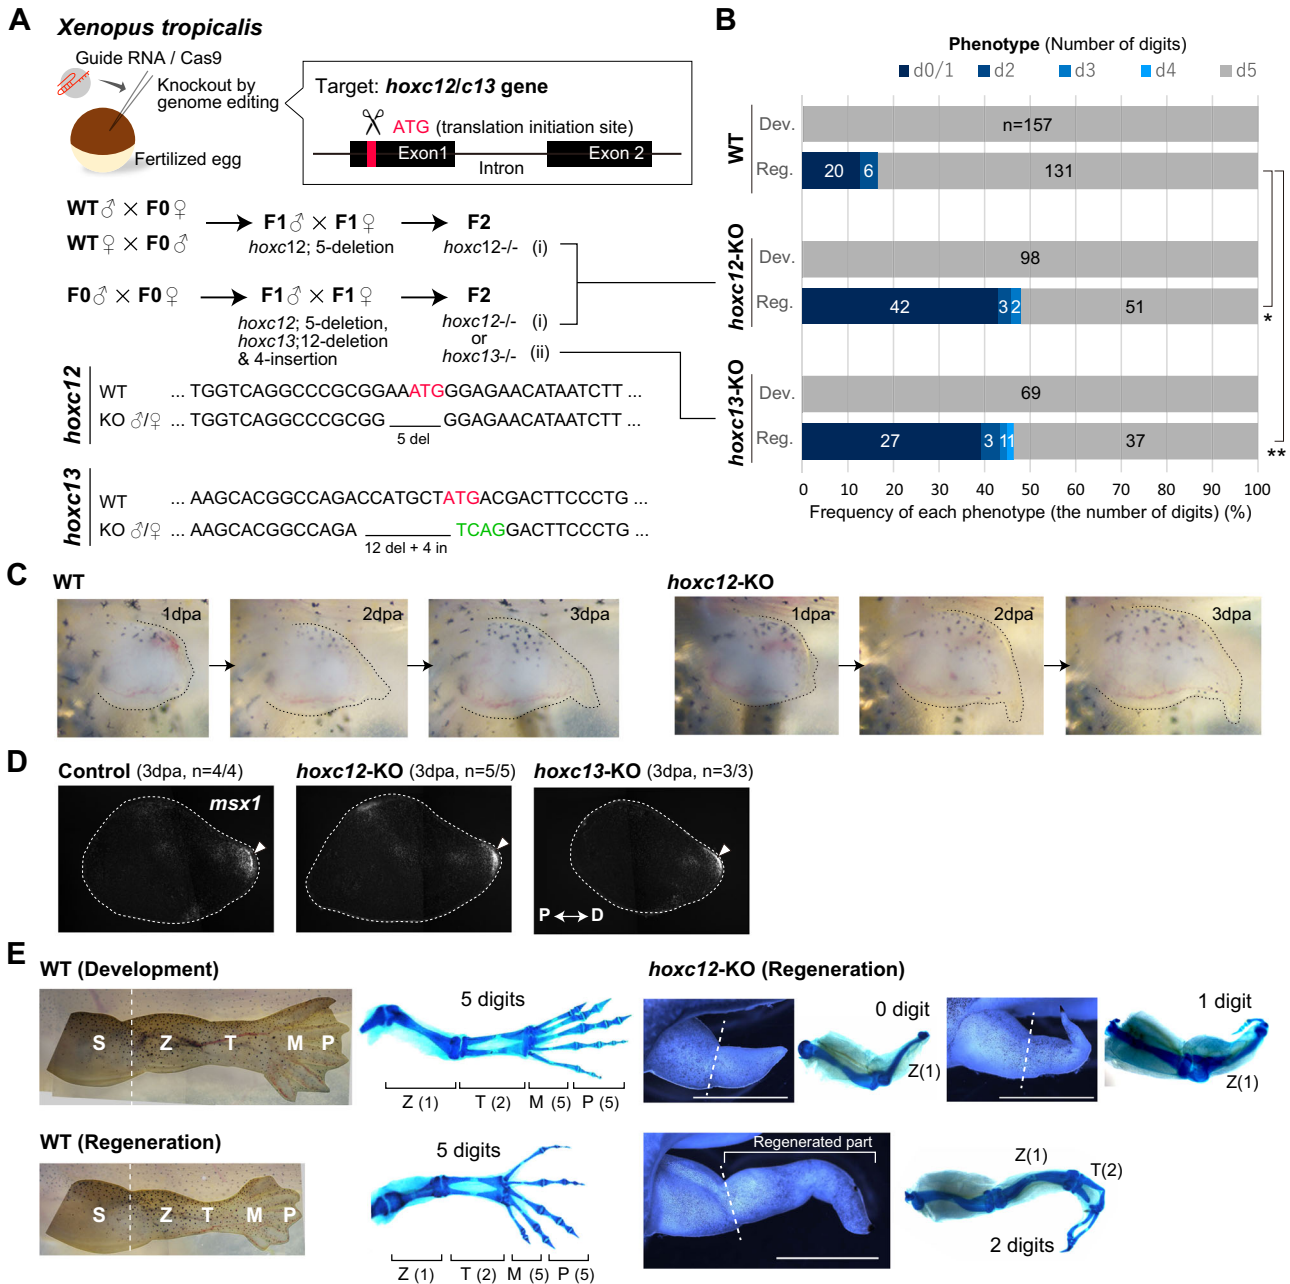 A
Xenopus tropicalis
Guide RNA / Cas9
Knockout by
genome editing
Fertilized egg
Target: hoxc12/c13 gene
ATG (translation initiation site)
Exon1
Exon 2
Intron
WT♂ × F0♀
WT♀ × F0♂
F1♂ × F1♀
F2
hoxc12; 5-deletion
hoxc12-/- (i)
F0♂ × F0♀
F1♂ × F1♀
F2
hoxc12; 5-deletion,
hoxc13;12-deletion
& 4-insertion
hoxc12-/- (i)
or
hoxc13-/- (ii)
hoxc12
WT ... TGGTCAGGCCCGCGGAAATGGGAGAACATAATCTT ...
KO ♂/♀ ... TGGTCAGGCCCGCGG GGAGAACATAATCTT ...
5 del
hoxc13
WT ... AAGCACGGCCAGACCATGCTATGACGACTTCCCTG ...
KO ♂/♀ ... AAGCACGGCCAGA TCAGGACTTCCCTG ...
12 del + 4 in
B
Phenotype (Number of digits)
d0/1 d2 d3 d4 d5
WT
Dev. n=157
Reg. 20 6 131
hoxc12-KO
Dev. 98
Reg. 42 3 2 51
*
hoxc13-KO
Dev. 69
Reg. 27 3 1 1 37
**
0 10 20 30 40 50 60 70 80 90 100
Frequency of each phenotype (the number of digits) (%)
C
WT
1dpa
2dpa
3dpa
hoxc12-KO
1dpa
2dpa
3dpa
D
Control (3dpa, n=4/4)
msx1
hoxc12-KO (3dpa, n=5/5)
hoxc13-KO (3dpa, n=3/3)
P ↔ D
E
WT (Development)
S Z T M P
5 digits
Z (1) T (2) M (5) P (5)
hoxc12-KO (Regeneration)
0 digit
Z(1)
1 digit
Z(1)
WT (Regeneration)
S Z T M P
5 digits
Z (1) T (2) M (5) P (5)
Regenerated part
Z(1)
T(2)
2 digits